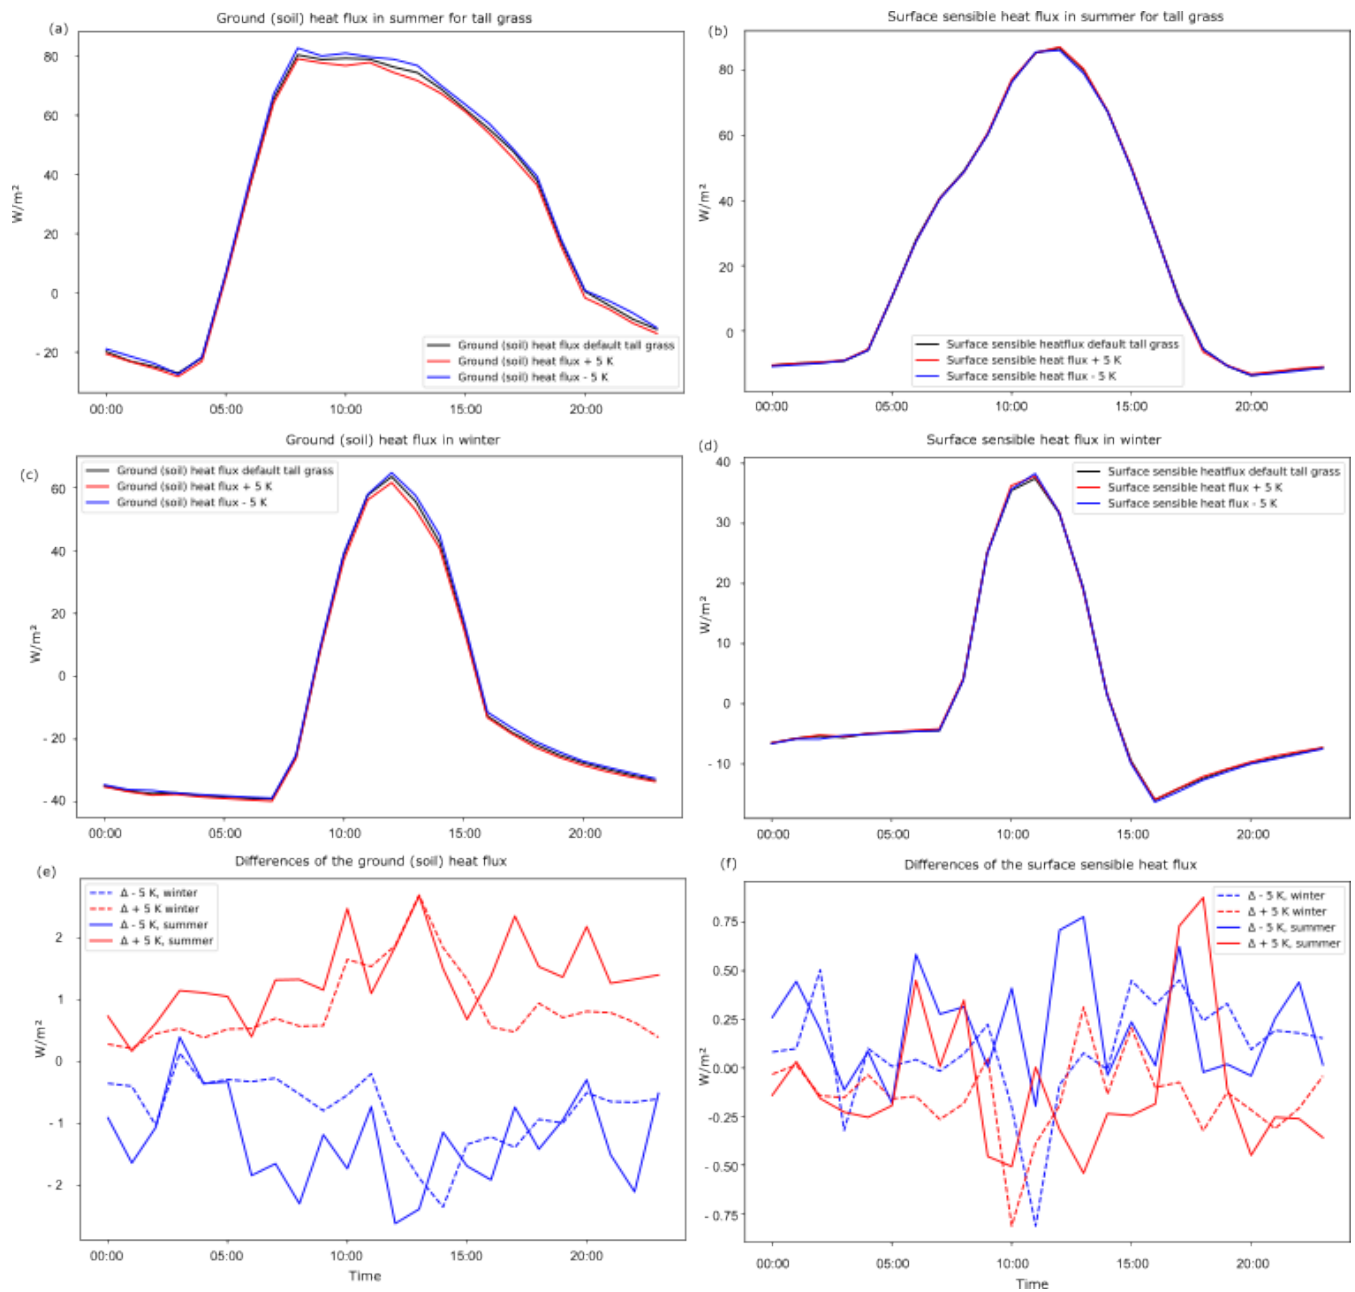 (a)
Ground (soil) heat flux in summer for tall grass
80
60
40
20
0
- 20
W/m²
Ground (soil) heat flux default tall grass
Ground (soil) heat flux + 5 K
Ground (soil) heat flux - 5 K
00:00 05:00 10:00 15:00 20:00
(b)
Surface sensible heat flux in summer for tall grass
80
60
40
20
0
W/m²
Surface sensible heatflux default tall grass
Surface sensible heat flux + 5 K
Surface sensible heat flux - 5 K
00:00 05:00 10:00 15:00 20:00
(c)
Ground (soil) heat flux in winter
60
40
20
0
- 20
- 40
W/m²
Ground (soil) heat flux default tall grass
Ground (soil) heat flux + 5 K
Ground (soil) heat flux - 5 K
00:00 05:00 10:00 15:00 20:00
(d)
Surface sensible heat flux in winter
40
30
20
10
0
- 10
W/m²
Surface sensible heatflux default tall grass
Surface sensible heat flux + 5 K
Surface sensible heat flux - 5 K
00:00 05:00 10:00 15:00 20:00
(e)
Differences of the ground (soil) heat flux
2
1
0
- 1
- 2
W/m²
Δ - 5 K, winter
Δ + 5 K winter
Δ - 5 K, summer
Δ + 5 K, summer
00:00 05:00 10:00 15:00 20:00
Time
(f)
Differences of the surface sensible heat flux
0.75
0.50
0.25
0.00
- 0.25
- 0.50
- 0.75
W/m²
Δ - 5 K, winter
Δ + 5 K winter
Δ - 5 K, summer
Δ + 5 K, summer
00:00 05:00 10:00 15:00 20:00
Time